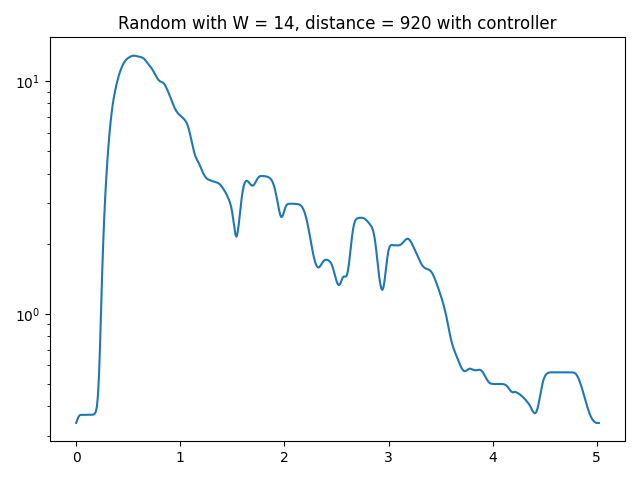 Random with W = 14, distance = 920 with controller
10¹
10⁰
0 1 2 3 4 5